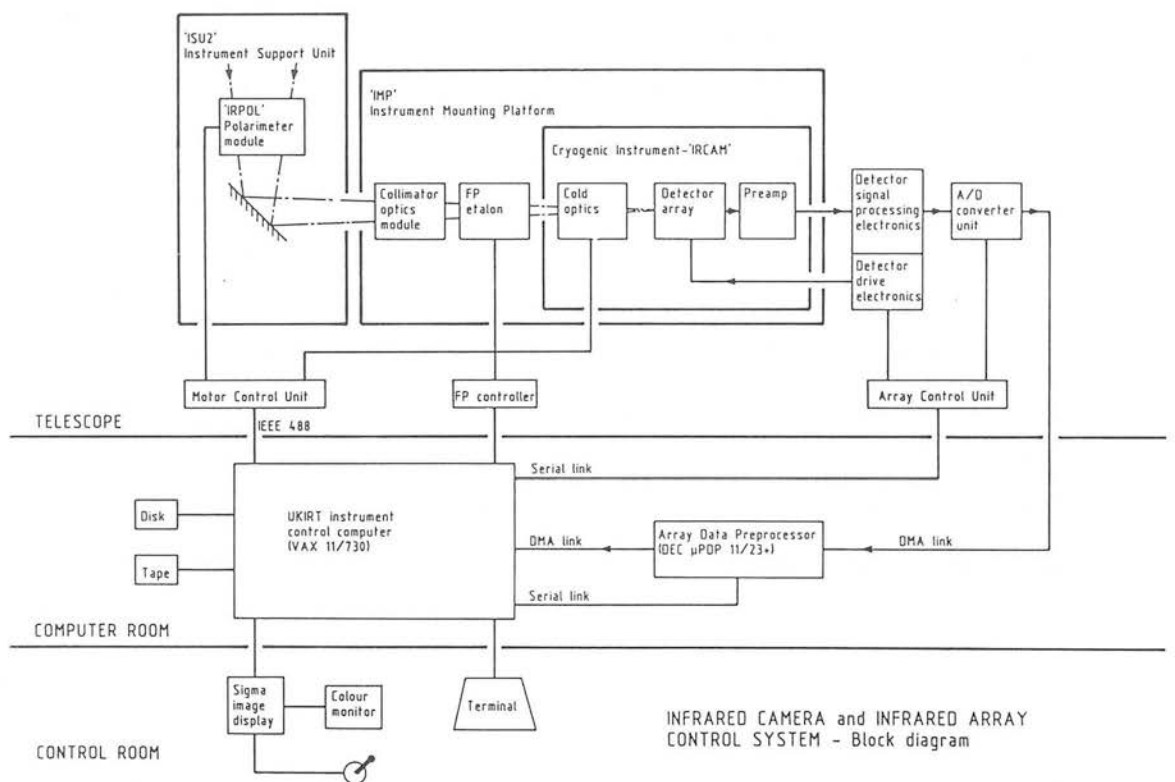 'ISU2'
Instrument Support Unit
'IRPOL'
Polarimeter
module
'IMP'
Instrument Mounting Platform
Cryogenic Instrument-'IRCAM'
Collimator
optics
module
FP
etalon
Cold
optics
Detector
array
Preamp
Detector
signal
processing
electronics
Detector
drive
electronics
A/D
converter
unit
Motor Control Unit
FP controller
Array Control Unit
TELESCOPE
IEEE 488
Serial link
Disk
Tape
UKIRT instrument
control computer
(VAX 11/730)
DMA link
Array Data Preprocessor
(DEC µPDP 11/23+)
DMA link
Serial link
COMPUTER ROOM
Sigma
image
display
Colour
monitor
Terminal
CONTROL ROOM
INFRARED CAMERA and INFRARED ARRAY
CONTROL SYSTEM - Block diagram